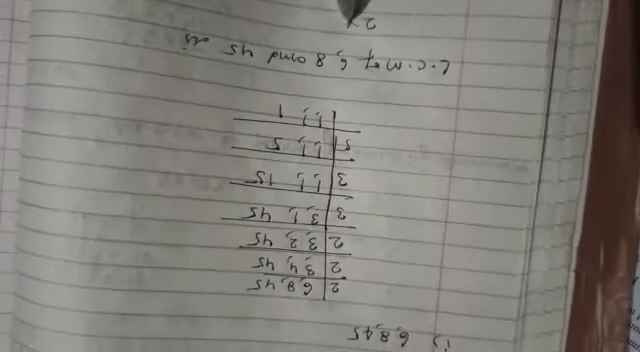 i) 6, 8, 45
2 | 6, 8, 45
2 | 3, 4, 45
2 | 3, 2, 45
3 | 3, 1, 45
3 | 1, 1, 15
5 | 1, 1, 5
| 1, 1, 1
L.C.M of 6, 8 and 45 is
2×